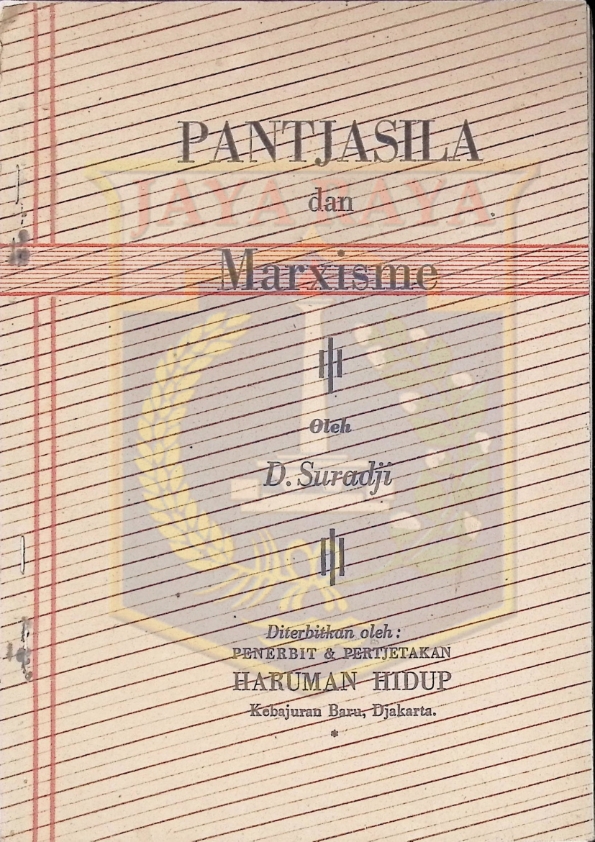 PANTJASILA
JAYA RAYA
dan
Marxisme
Oleh
D. Suradji
Diterbitkan oleh :
PENERBIT & PERTJETAKAN
HARUMAN HIDUP
Kebajuran Baru, Djakarta.
*